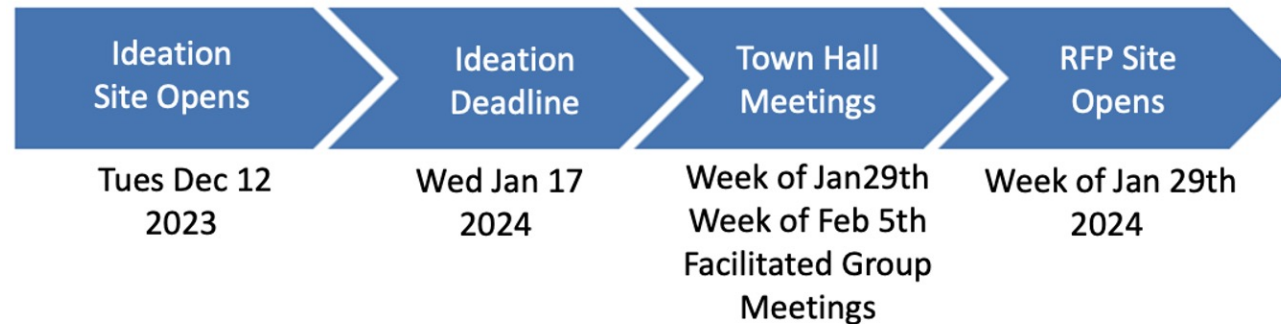 Ideation
Site Opens
Ideation
Deadline
Town Hall
Meetings
RFP Site
Opens
Tues Dec 12
2023
Wed Jan 17
2024
Week of Jan29th
Week of Feb 5th
Facilitated Group
Meetings
Week of Jan 29th
2024